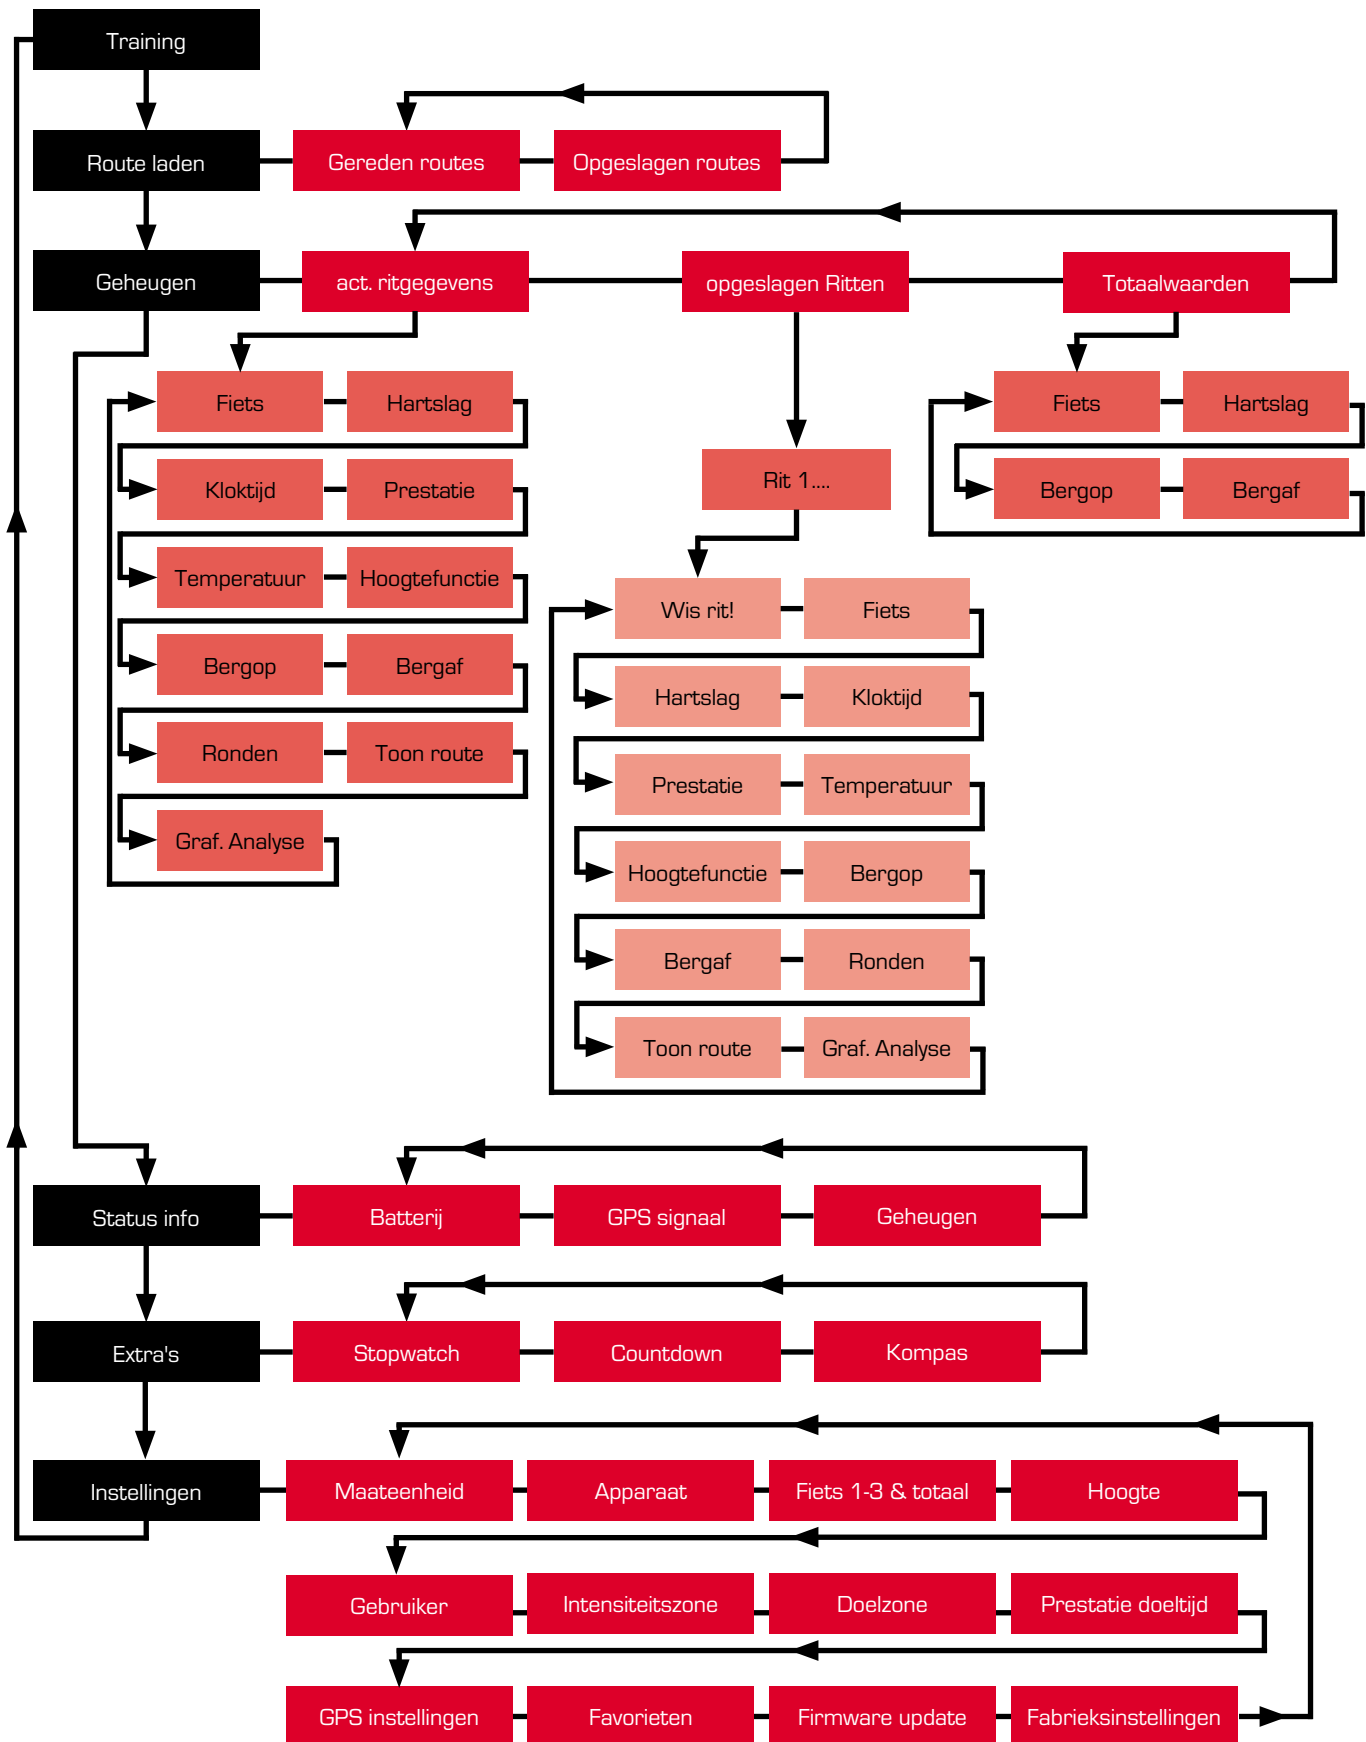 Training
Route laden
Gereden routes
Opgeslagen routes
Geheugen
act. ritgegevens
opgeslagen Ritten
Totaalwaarden
Fiets
Hartslag
Kloktijd
Prestatie
Temperatuur
Hoogtefunctie
Bergop
Bergaf
Ronden
Toon route
Graf. Analyse
Rit 1....
Wis rit!
Fiets
Hartslag
Kloktijd
Prestatie
Temperatuur
Hoogtefunctie
Bergop
Bergaf
Ronden
Toon route
Graf. Analyse
Fiets
Hartslag
Bergop
Bergaf
Status info
Batterij
GPS signaal
Geheugen
Extra's
Stopwatch
Countdown
Kompas
Instellingen
Maateenheid
Apparaat
Fiets 1-3 & totaal
Hoogte
Gebruiker
Intensiteitszone
Doelzone
Prestatie doeltijd
GPS instellingen
Favorieten
Firmware update
Fabrieksinstellingen